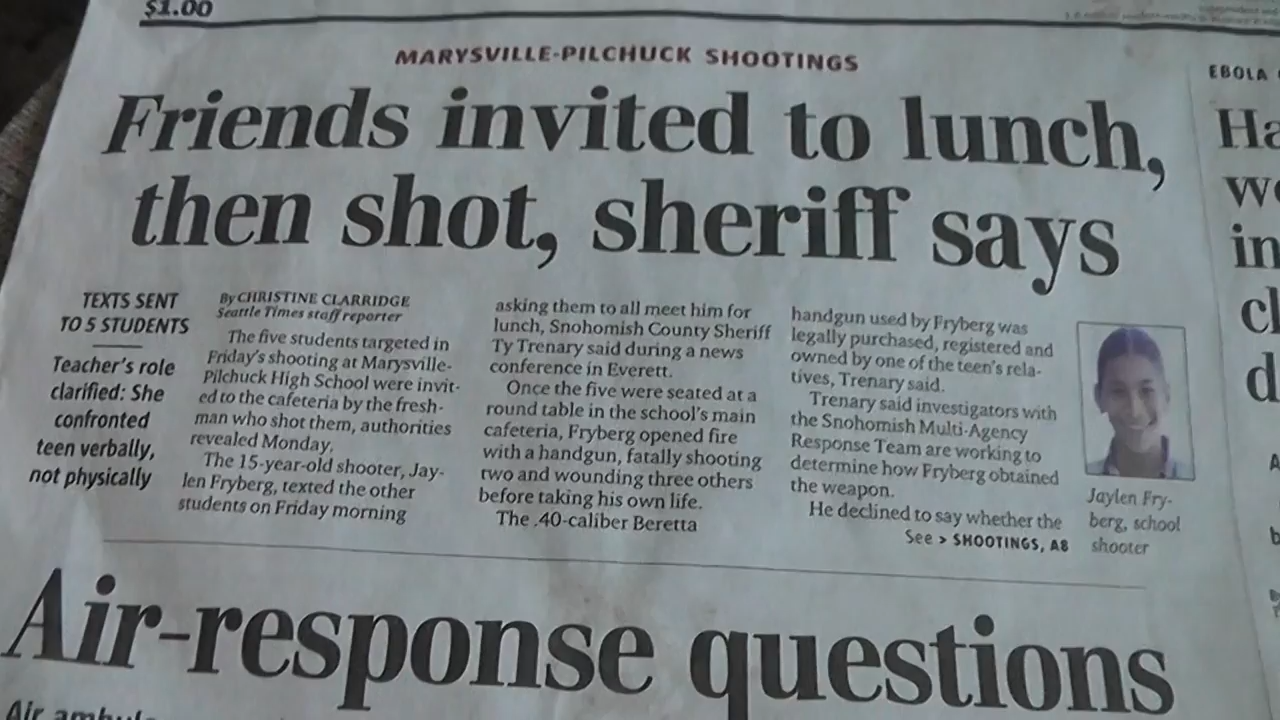 $1.00
MARYSVILLE-PILCHUCK SHOOTINGS
Friends invited to lunch,
then shot, sheriff says
TEXTS SENT
TO 5 STUDENTS
Teacher's role
clarified: She
confronted
teen verbally,
not physically
By CHRISTINE CLARRIDGE
Seattle Times staff reporter
The five students targeted in
Friday's shooting at Marysville-
Pilchuck High School were invit-
ed to the cafeteria by the fresh-
man who shot them, authorities
revealed Monday.
The 15-year-old shooter, Jay-
len Fryberg, texted the other
students on Friday morning
asking them to all meet him for
lunch, Snohomish County Sheriff
Ty Trenary said during a news
conference in Everett.
Once the five were seated at a
round table in the school's main
cafeteria, Fryberg opened fire
with a handgun, fatally shooting
two and wounding three others
before taking his own life.
The .40-caliber Beretta
handgun used by Fryberg was
legally purchased, registered and
owned by one of the teen's rela-
tives, Trenary said.
Trenary said investigators with
the Snohomish Multi-Agency
Response Team are working to
determine how Fryberg obtained
the weapon.
He declined to say whether the
See > SHOOTINGS, A8
Jaylen Fry-
berg, school
shooter
EBOLA
Ha
we
in
cl
d
Air-response questions
Air